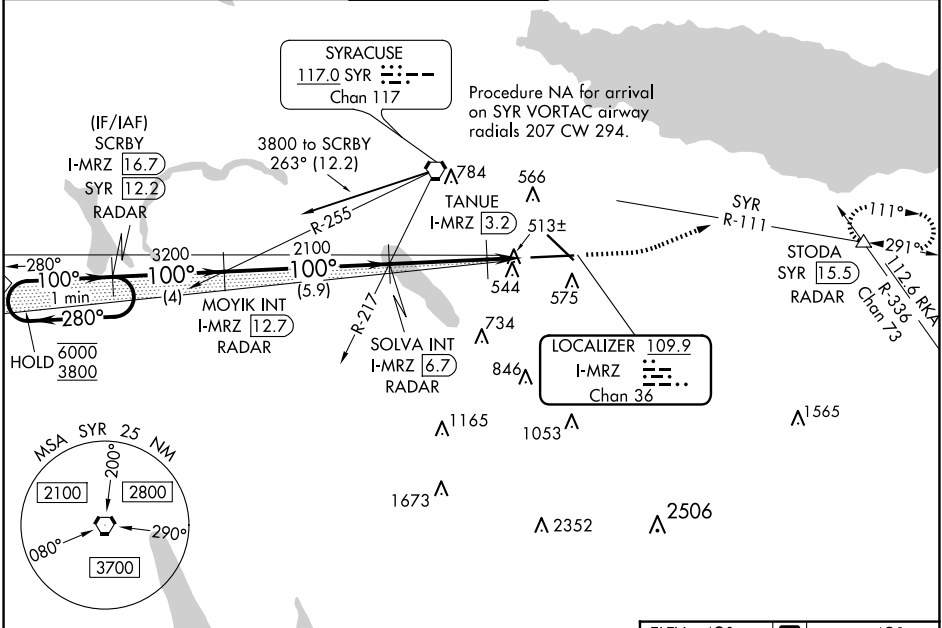 SYRACUSE
117.0 SYR
Chan 117
Procedure NA for arrival
on SYR VORTAC airway
radials 207 CW 294.
(IF/IAF)
SCRBY
I-MRZ 16.7
SYR 12.2
RADAR
3800 to SCRBY
263° (12.2)
R-255
784
566
TANUE
I-MRZ 3.2
513±
SYR
R-111
111°
291°
STODA
SYR 15.5
RADAR
112.6 RKA
R-336
Chan 73
280°
100°
1 min
280°
3200
100°
(4)
2100
100°
(5.9)
544
575
HOLD 6000
3800
MOYIK INT
I-MRZ 12.7
RADAR
R-217
SOLVA INT
I-MRZ 6.7
RADAR
734
846
LOCALIZER 109.9
I-MRZ
Chan 36
1165
1053
1565
1673
2352
2506
MSA SYR 25 NM
200°
2100
2800
080°
290°
3700